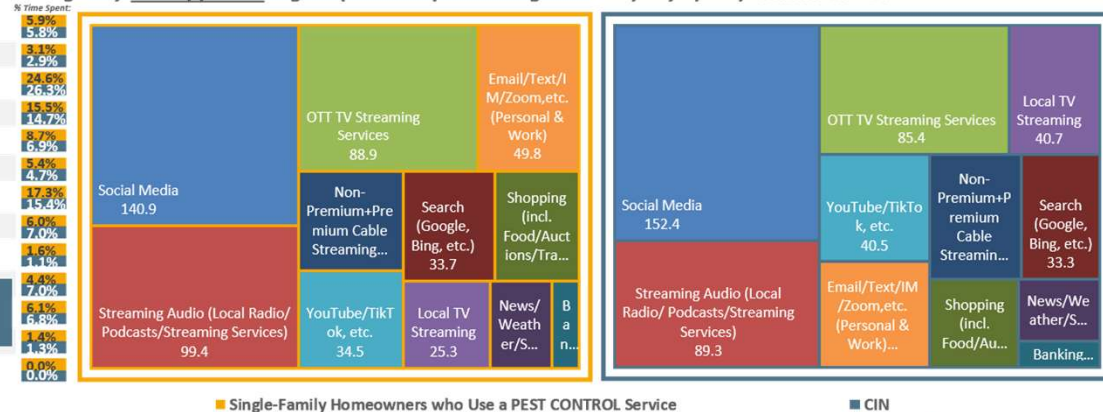 % Time Spent:
5.9%
5.8%
3.1%
2.9%
24.6%
26.3%
15.5%
14.7%
8.7%
6.9%
5.4%
4.7%
17.3%
15.4%
6.0%
7.0%
1.6%
1.1%
4.4%
7.0%
6.1%
6.8%
1.4%
1.3%
0.0%
0.0%
Social Media
140.9
OTT TV Streaming
Services
88.9
Email/Text/I
M/Zoom,etc.
(Personal &
Work)
49.8
Streaming Audio (Local Radio/
Podcasts/Streaming Services)
99.4
Non-
Premium+Pre
mium Cable
Streaming...
Search
(Google,
Bing, etc.)
33.7
Shopping
(incl.
Food/Auct
ions/Tra...
YouTube/TikT
ok, etc.
34.5
Local TV
Streaming
25.3
News/
Weath
er/S...
B
a
n...
Social Media
152.4
OTT TV Streaming Services
85.4
Local TV
Streaming
40.7
Streaming Audio (Local
Radio/ Podcasts/Streaming
Services)
89.3
YouTube/TikTo
k, etc.
40.5
Non-
Premium+P
remium
Cable
Streamin...
Search
(Google,
Bing, etc.)
33.3
Email/Text/IM
/Zoom,etc.
(Personal &
Work)...
Shopping
(incl.
Food/Au...
News/We
ather/S...
Banking...
Single-Family Homeowners who Use a PEST CONTROL Service
CIN